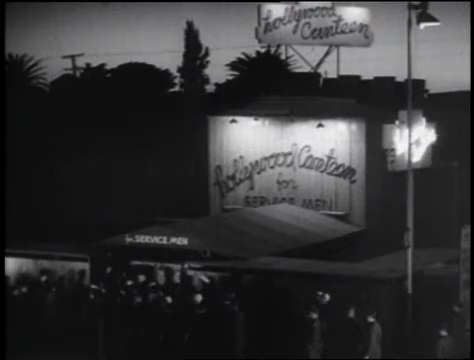 hollywood
Canteen
hollywood Canteen
for
SERVICE MEN
for SERVICE MEN